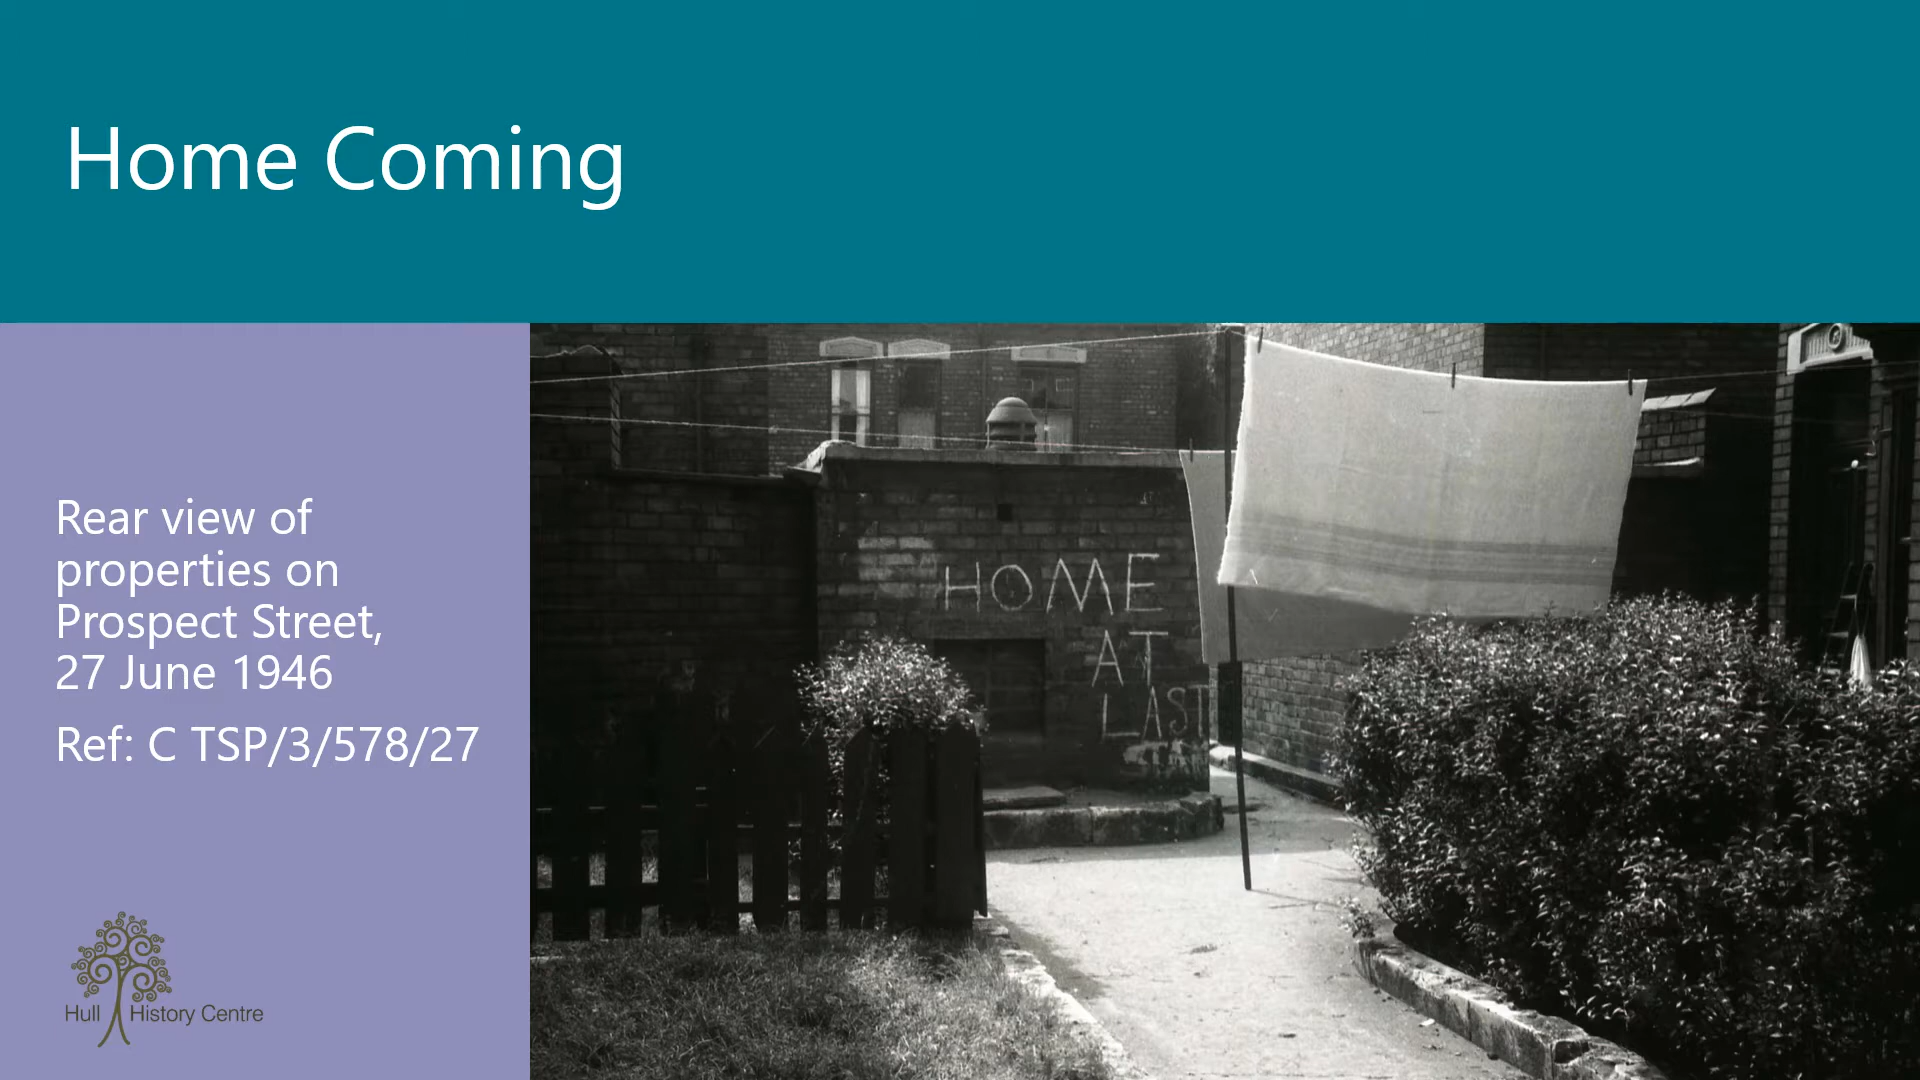 Home Coming
Rear view of
properties on
Prospect Street,
27 June 1946
Ref: C TSP/3/578/27
HOME
AT
LAST
Hull History Centre